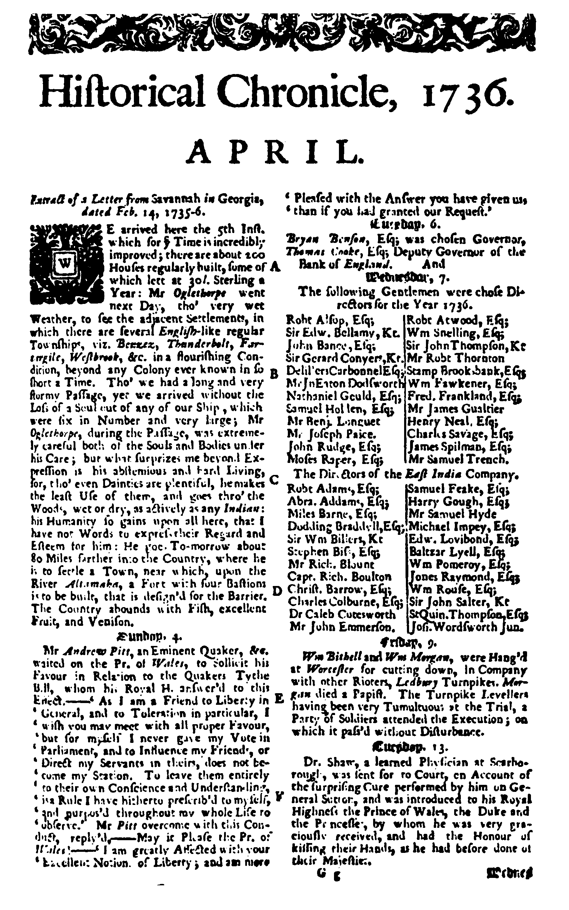 Hiſtorical Chronicle, 1736.
APRIL.
Extract of a Letter from Savannah in Georgia,
dated Feb. 14, 1735-6.
WE arrived here the 5th Inſt.
which for ye Time is incredibly
improved; there are about 200
Houſes regularly built, ſome of A
which lett at 30l. Sterling a
Year: Mr Oglethorpe went
next Day, tho' very wet
Weather, to ſee the adjacent Settlements, in
which there are ſeveral Engliſh-like regular
Townſhips, viz. Thunderbolt,
Weſtbrook, &c. in a flouriſhing Con-
dition, beyond any Colony ever known in ſo B
ſhort a Time. Tho' we had a long and very
ſtormy Paſſage, yet we arrived without the
Loſs of a Soul out of any of our Ship, which
were ſix in Number and very large; Mr
Oglethorpe, during the Paſſage, was extreme-
ly careful both of the Souls and Bodies under
his Care; but what ſurprizes me beyond Ex-
preſſion is his abſtemious and hard Living,
for, tho' even Dainties are plentiful, he makes C
the leaſt Uſe of them, and goes thro' the
Woods, wet or dry, as actively as any Indian:
his Humanity ſo gains upon all here, that I
have not Words to expreſs their Regard and
Eſteem for him: He goes To-morrow about
80 Miles farther into the Country, where he
is to ſettle a Town, near which, upon the
River Altamaha, a Fort with four Baſtions
is to be built, that is deſign'd for the Barrier. D
The Country abounds with Fiſh, excellent
Fruit, and Veniſon.
Sunday, 4.
Mr Andrew Pitt, an Eminent Quaker, &c.
waited on the Pr. of Wales, to ſollicit his
Favour in Relation to the Quakers Tythe
Bill, whom his Royal H. anſwer'd to this
Effect.—‘ As I am a Friend to Liberty in E
‘ General, and to Toleration in particular, I
‘ wiſh you may meet with all proper Favour,
‘ but for myſelf I never gave my Vote in
‘ Parliament, and to Influence my Friends, or
‘ Direct my Servants in theirs, does not be-
‘ come my Station. To leave them entirely
‘ to their own Conſcience and Underſtanding,
‘ is a Rule I have hitherto preſcrib'd to myſelf, F
‘ and purpos'd throughout my whole Life to
‘ obſerve.’ Mr Pitt overcome with this Con-
duct, reply'd,—May it Pleaſe the Pr. of
Wales!—‘ I am greatly Affected with your
‘ Excellent Notion of Liberty; and am more
‘ Pleaſed with the Anſwer you have given us,
‘ than if you had granted our Requeſt.’
Tueſday, 6.
Bryan Benſon, Eſq; was choſen Governor,
Thomas Cooke, Eſq; Deputy Governor of the
Bank of England. And
Wedneſday, 7.
The following Gentlemen were choſe Di-
rectors for the Year 1736.
Robt Alſop, Eſq; Robt Atwood, Eſq;
Sir Edw. Bellamy, Kt. Wm Snelling, Eſq;
John Bance, Eſq; Sir John Thompſon, Kt
Sir Gerard Conyers, Kt. Mr Robt Thornton
Delil'ers Carbonnel Eſq; Stamp Brooksbank, Eſq;
Mr Jn Eaton Dodſworth Wm Fawkener, Eſq;
Nathaniel Gould, Eſq; Fred. Frankland, Eſq;
Samuel Holden, Eſq; Mr James Gualtier
Mr Benj. Longuet Henry Neal, Eſq;
Mr Joſeph Paice. Charles Savage, Eſq;
John Rudge, Eſq; James Spilman, Eſq;
Moſes Raper, Eſq; Mr Samuel Trench.
The Directors of the Eaſt India Company.
Robt Adams, Eſq; Samuel Feake, Eſq;
Abra. Addams, Eſq; Harry Gough, Eſq;
Miles Barne, Eſq; Mr Samuel Hyde
Dodding Braddyll, Eſq; Michael Impey, Eſq;
Sir Wm Billers, Kt Edw. Lovibond, Eſq;
Stephen Biſs, Eſq; Baltzar Lyell, Eſq;
Mr Rich. Blount Wm Pomeroy, Eſq;
Capt. Rich. Boulton Jones Raymond, Eſq;
Chriſt. Barrow, Eſq; Wm Rouſe, Eſq;
Charles Colburne, Eſq; Sir John Salter, Kt
Dr Caleb Coteſworth St Quin. Thompſon, Eſq;
Mr John Emmerſon. Joſ. Wordſworth Jun.
Friday, 9.
Wm Bithell and Wm Morgan, were Hang'd
at Worceſter for cutting down, In Company
with other Rioters, Ledbury Turnpikes. Mor-
gan died a Papiſt. The Turnpike Levellers
having been very Tumultuous at the Trial, a
Party of Soldiers attended the Execution; on
which it paſs'd without Diſturbance.
Tueſday, 13.
Dr. Shaw, a learned Phyſician at Scarbo-
rough, was ſent for to Court, on Account of
the ſurpriſing Cure performed by him on Ge-
neral Sutton, and was introduced to his Royal
Highneſs the Prince of Wales, the Duke and
the Princeſſes, by whom he was very gra-
ciouſly received, and had the Honour of
kiſſing their Hands, as he had before done of
their Majeſties.
G g Wedneſ